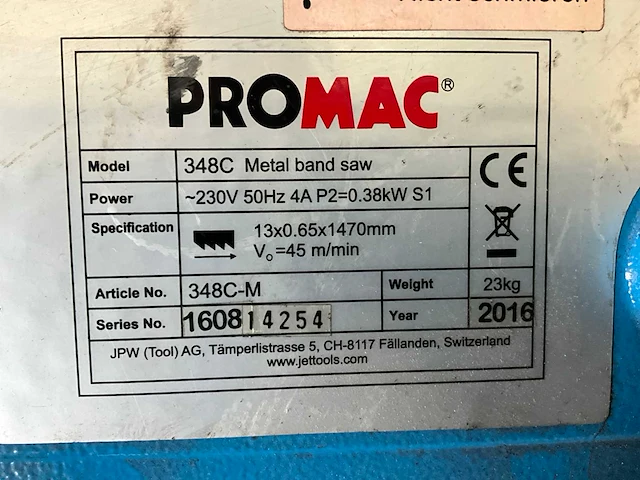 PROMAC®
Model 348C Metal band saw CE
Power ~230V 50Hz 4A P2=0.38kW S1
Specification 13x0.65x1470mm
Vo=45 m/min
Article No. 348C-M Weight 23kg
Series No. 160814254 Year 2016
JPW (Tool) AG, Tämperlistrasse 5, CH-8117 Fällanden, Switzerland
www.jettools.com